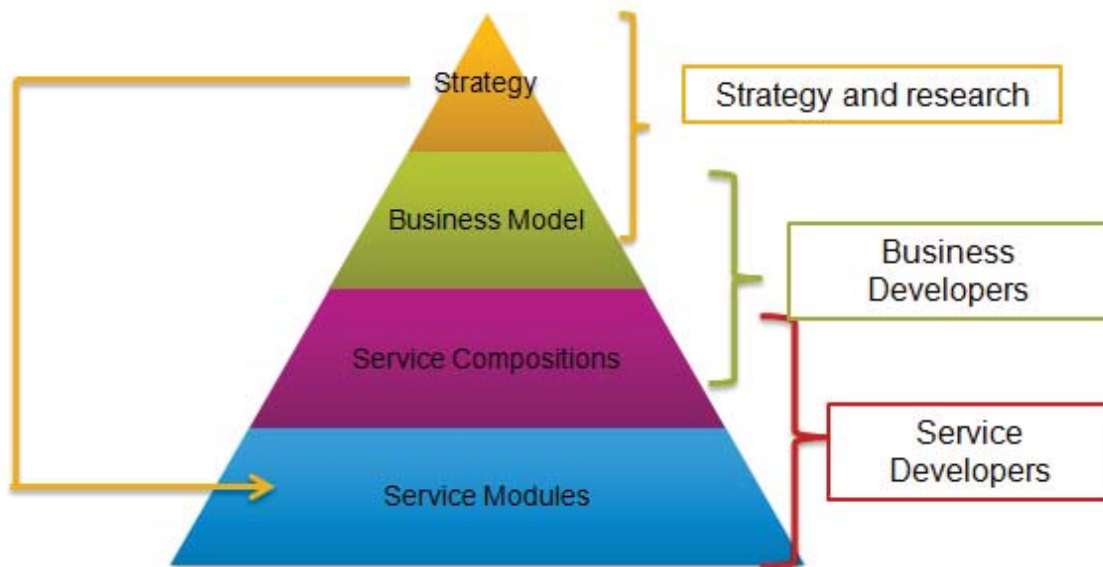 Strategy
Strategy and research
Business Model
Business
Developers
Service Compositions
Service
Developers
Service Modules